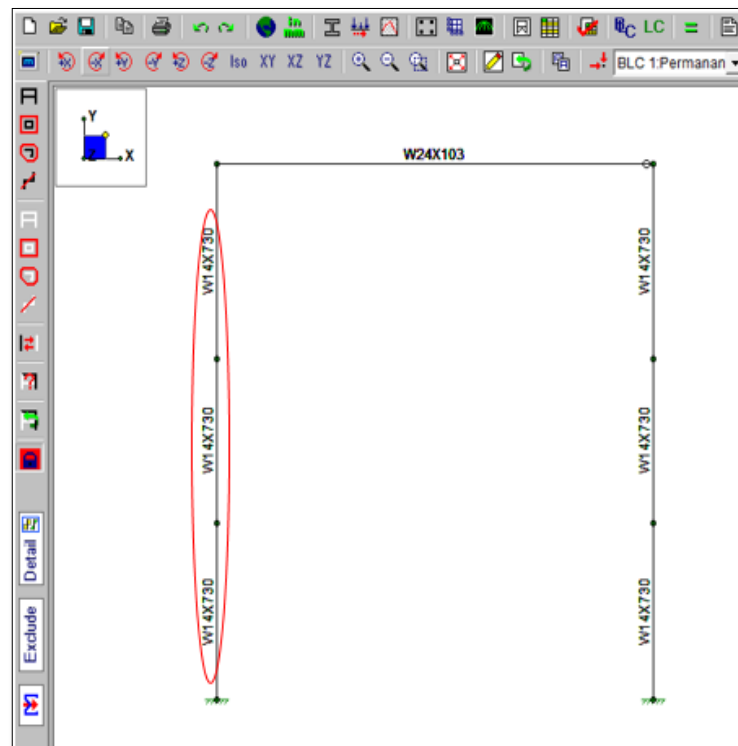 LC
Iso XY XZ YZ BLC 1:Permanan
Y
Z X
W24X103
W14X730
W14X730
W14X730
W14X730
W14X730
W14X730
Detail
Exclude